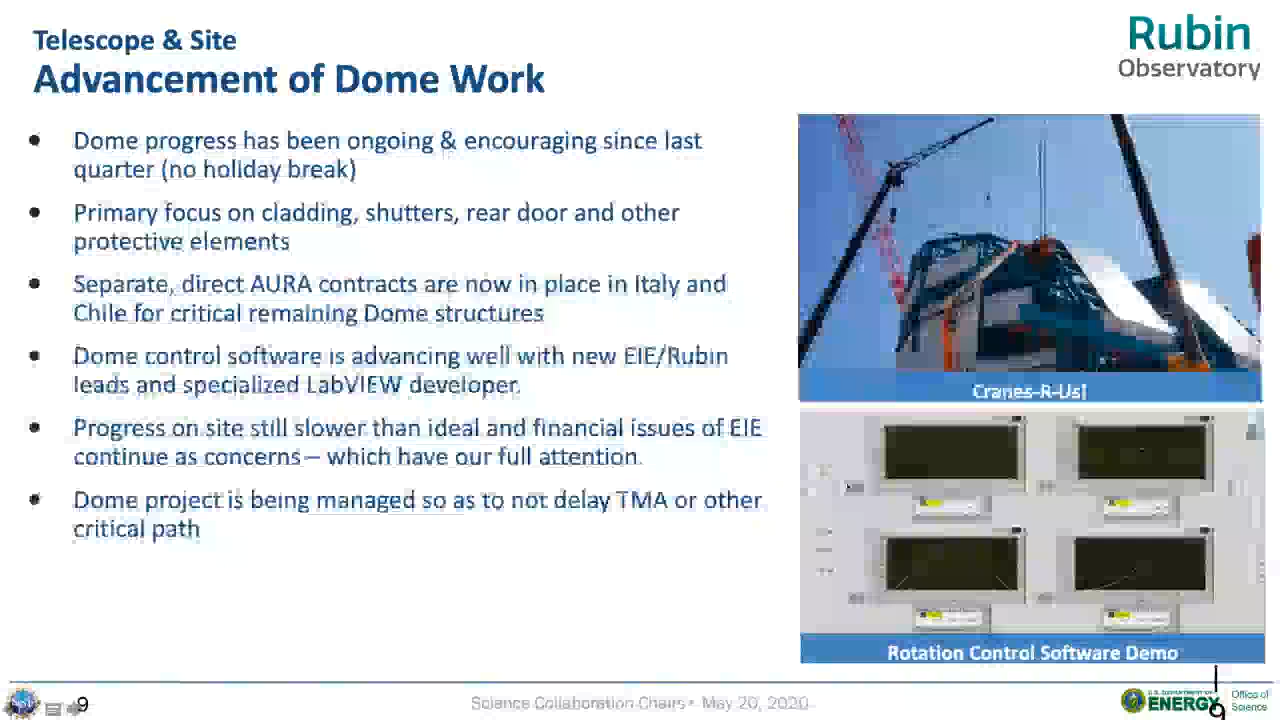 Telescope & Site
Advancement of Dome Work
Rubin
Observatory
• Dome progress has been ongoing & encouraging since last
quarter (no holiday break)
• Primary focus on cladding, shutters, rear door and other
protective elements
• Separate, direct AURA contracts are now in place in Italy and
Chile for critical remaining Dome structures
• Dome control software is advancing well with new EIE/Rubin
leads and specialized LabVIEW developer.
• Progress on site still slower than ideal and financial issues of EIE
continue as concerns – which have our full attention.
• Dome project is being managed so as to not delay TMA or other
critical path
Cranes-R-Us!
Rotation Control Software Demo
9
Science Collaboration Chairs • May 20, 2020
U.S. DEPARTMENT OF
ENERGY
Office of
Science
9